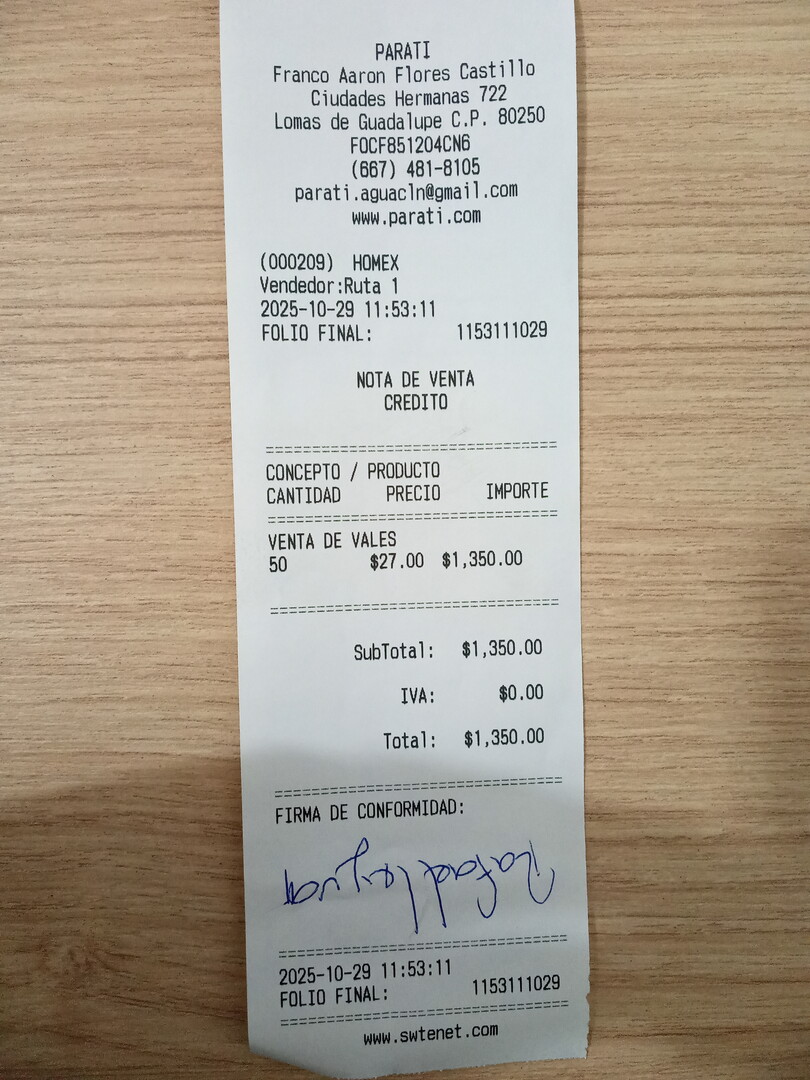 PARATI
Franco Aaron Flores Castillo
Ciudades Hermanas 722
Lomas de Guadalupe C.P. 80250
FOCF851204CN6
(667) 481-8105
parati.aguacln@gmail.com
www.parati.com
(000209) HOMEX
Vendedor:Ruta 1
2025-10-29 11:53:11
FOLIO FINAL: 1153111029
NOTA DE VENTA
CREDITO
================================
CONCEPTO / PRODUCTO
CANTIDAD PRECIO IMPORTE
================================
VENTA DE VALES
50 $27.00 $1,350.00
================================
SubTotal: $1,350.00
IVA: $0.00
Total: $1,350.00
================================
FIRMA DE CONFORMIDAD:
Rafael
================================
2025-10-29 11:53:11
FOLIO FINAL: 1153111029
================================
www.swtenet.com